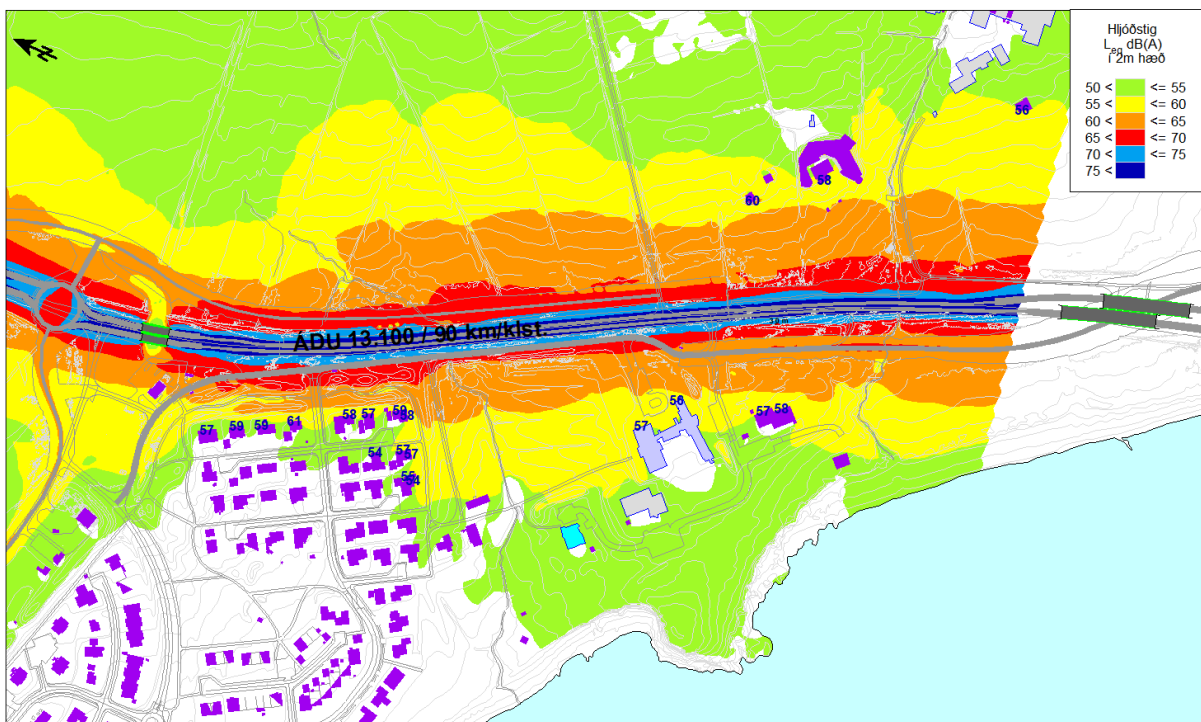 Hljóðstig
Leq dB(A)
í 2m hæð
50 < <= 55
55 < <= 60
60 < <= 65
65 < <= 70
70 < <= 75
75 <
56
58
60
ÁDU 13.100 / 90 km/klst.
57
59
59
61
58
57
59
58
54
57
57
55
54
56
57
57
58